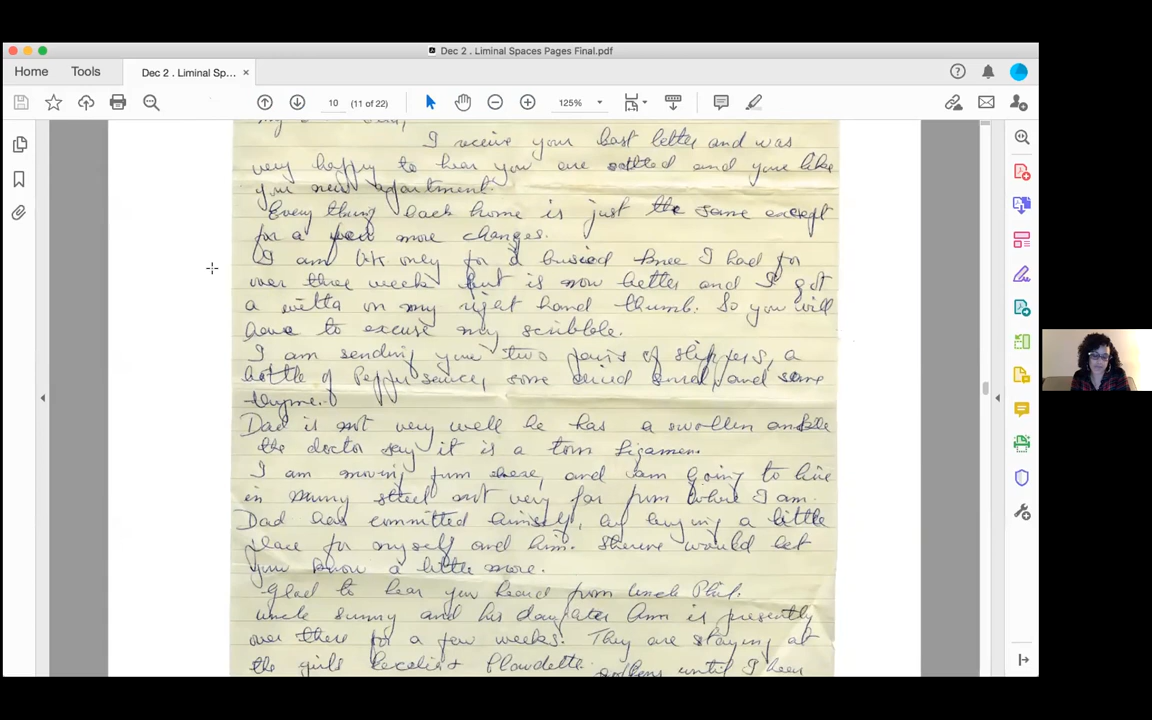 Dec 2 . Liminal Spaces Pages Final.pdf
Home Tools Dec 2 . Liminal Sp... ×
10 (11 of 22) 125%
I receive your last letter and was
very happy to hear you are settled and you like
your new apartment.
Every thing back home is just the same except
for a few more changes.
I am OK only for a I had for
over three weeks but is now better and I got
a on my right hand thumb. So you will
have to excuse my scribble.
I am sending you two pairs of slippers, a
bottle of Pepper sauce, some dried sorrel, and some
thyme.
Dad is not very well he has a swollen ankle
the doctor say it is a torn ligamen.
I am moving from here, and am going to live
in street not very far from where I am.
Dad has committed himself, by buying a little
place for myself and him. would let
you know a little more.
Glad to hear you heard from Uncle Phil.
Uncle Sunny and his daughter Ann is presently
over there for a few weeks. They are staying at
the girls
until I hear